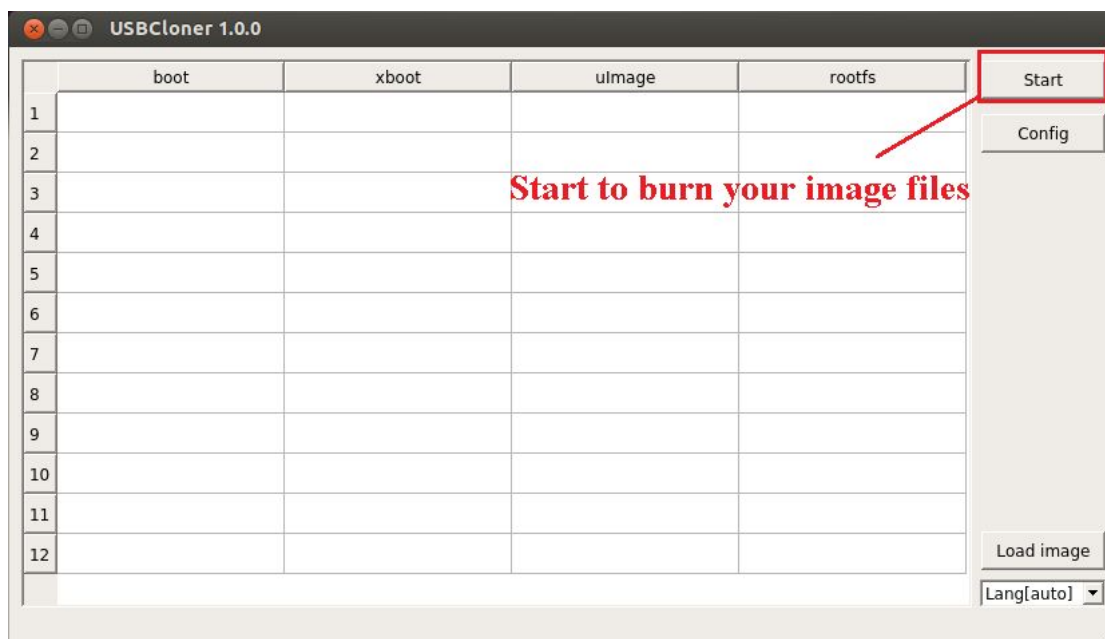 USBCloner 1.0.0
boot xboot uImage rootfs Start
1
Config
2
3 Start to burn your image files
4
5
6
7
8
9
10
11
12 Load image
Lang[auto]